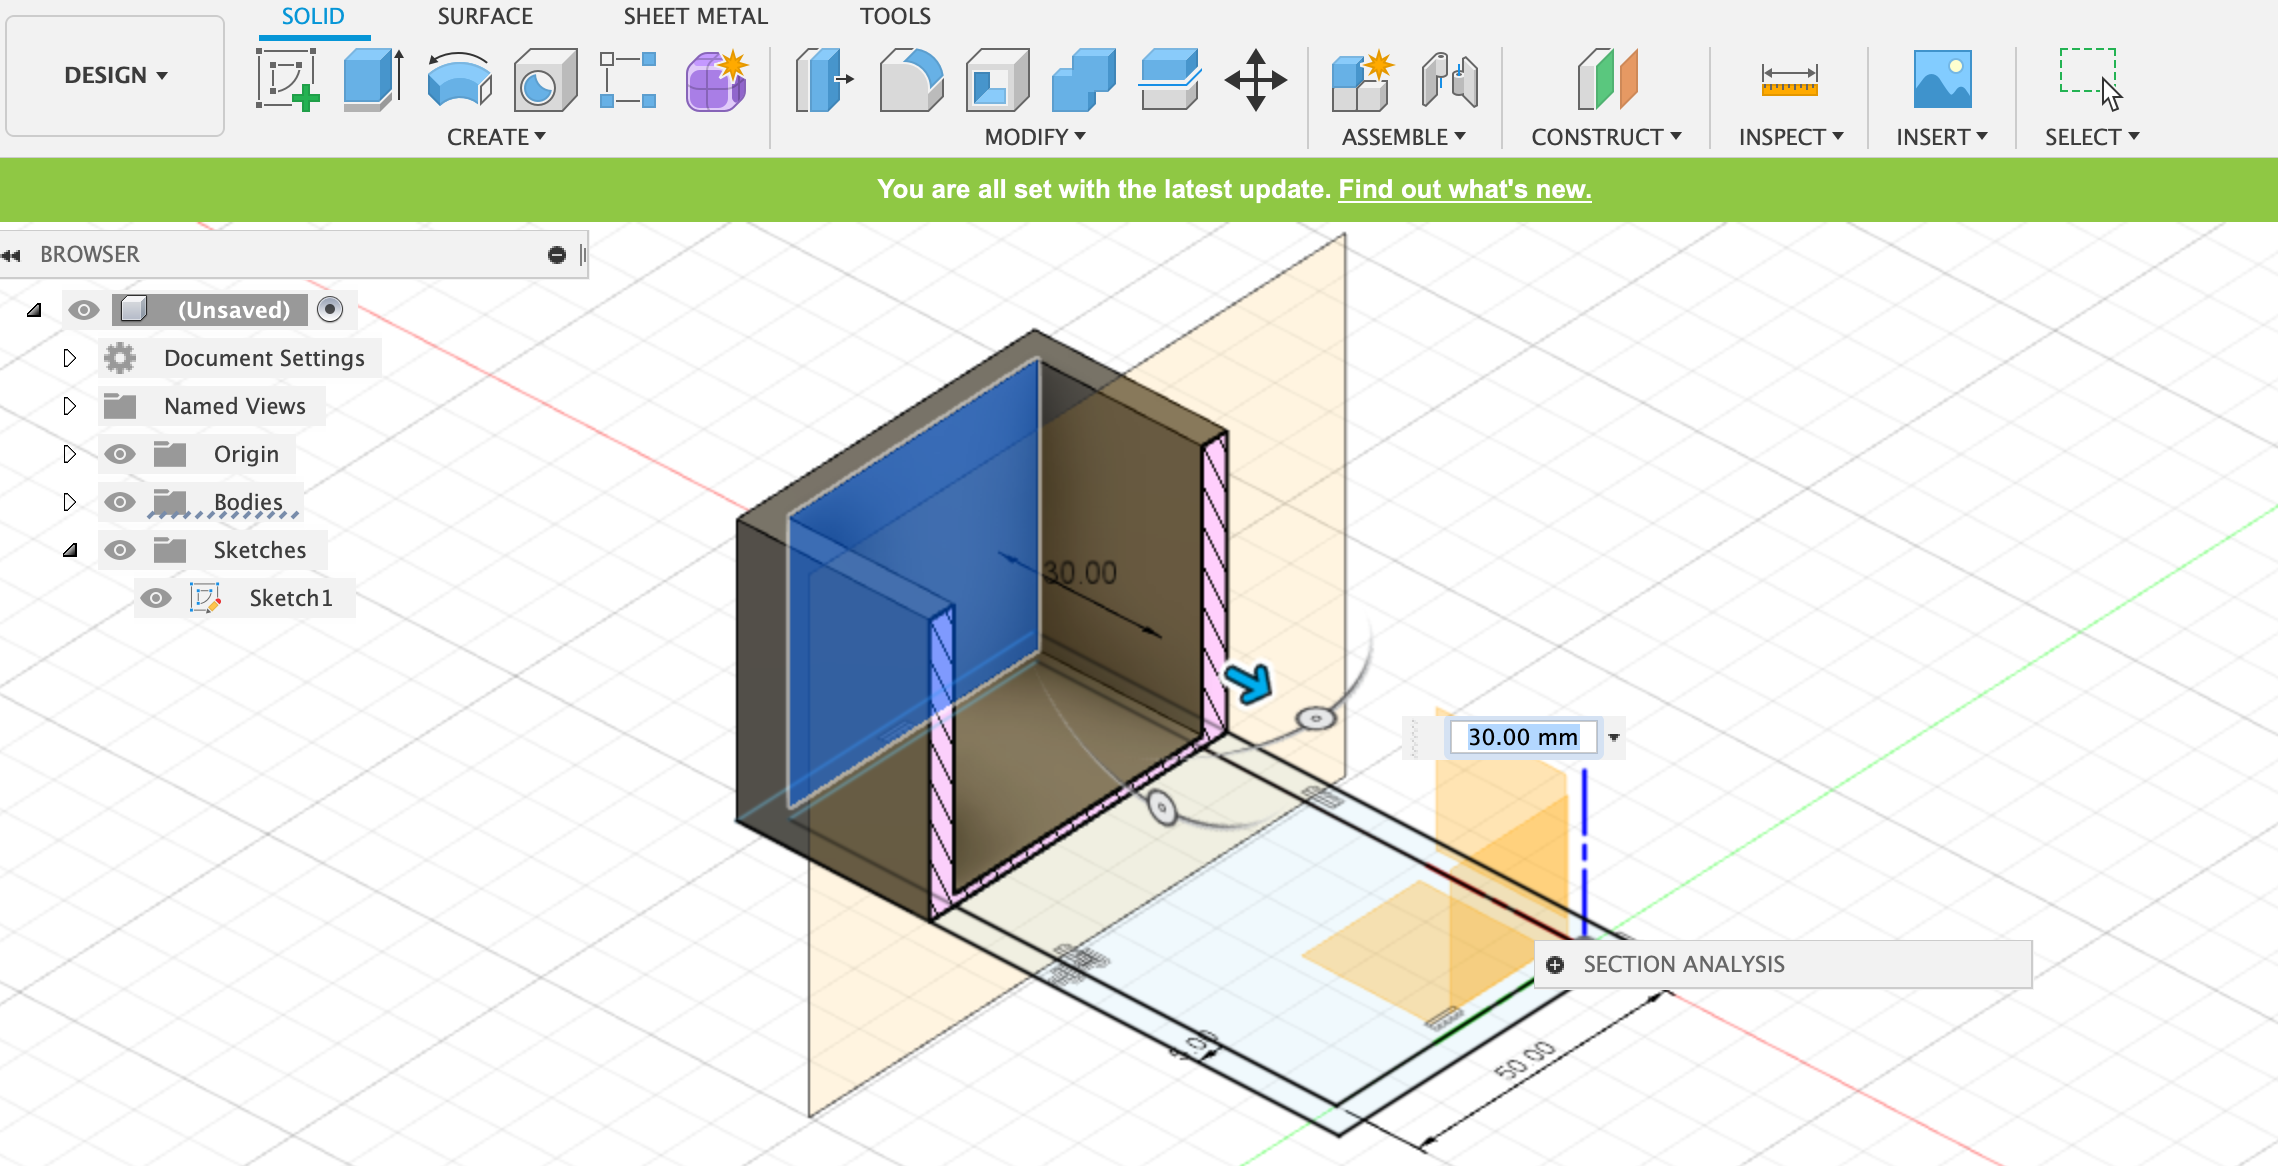 SOLID SURFACE SHEET METAL TOOLS
DESIGN
CREATE MODIFY ASSEMBLE CONSTRUCT INSPECT INSERT SELECT
You are all set with the latest update. Find out what's new.
BROWSER
(Unsaved)
Document Settings
Named Views
Origin
Bodies
Sketches
Sketch1
30.00
30.00 mm
SECTION ANALYSIS
50.00